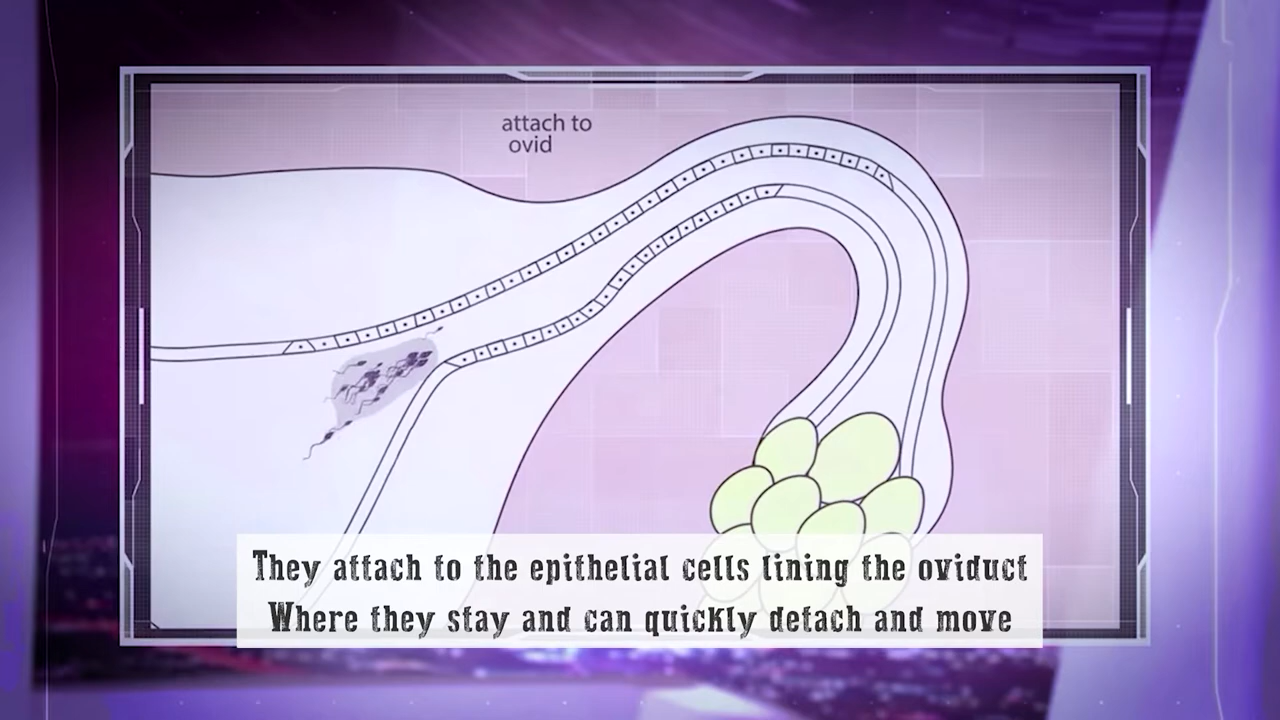 attach to
ovid
They attach to the epithelial cells lining the oviduct
Where they stay and can quickly detach and move